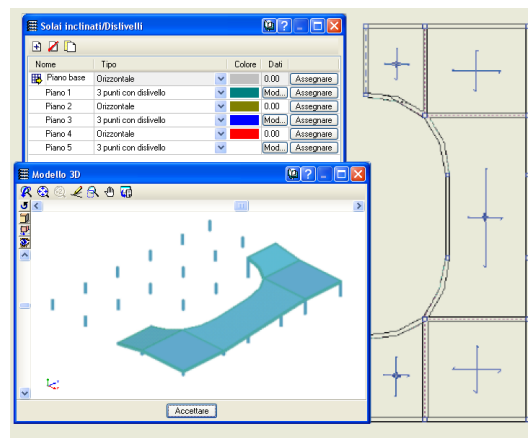 Solai inclinati/Dislivelli
Nome Tipo Colore Dati
Piano base Orizzontale 0.00 Assegnare
Piano 1 3 punti con dislivello Mod... Assegnare
Piano 2 Orizzontale 0.00 Assegnare
Piano 3 3 punti con dislivello Mod... Assegnare
Piano 4 Orizzontale 0.00 Assegnare
Piano 5 3 punti con dislivello Mod... Assegnare
Modello 3D
Accettare